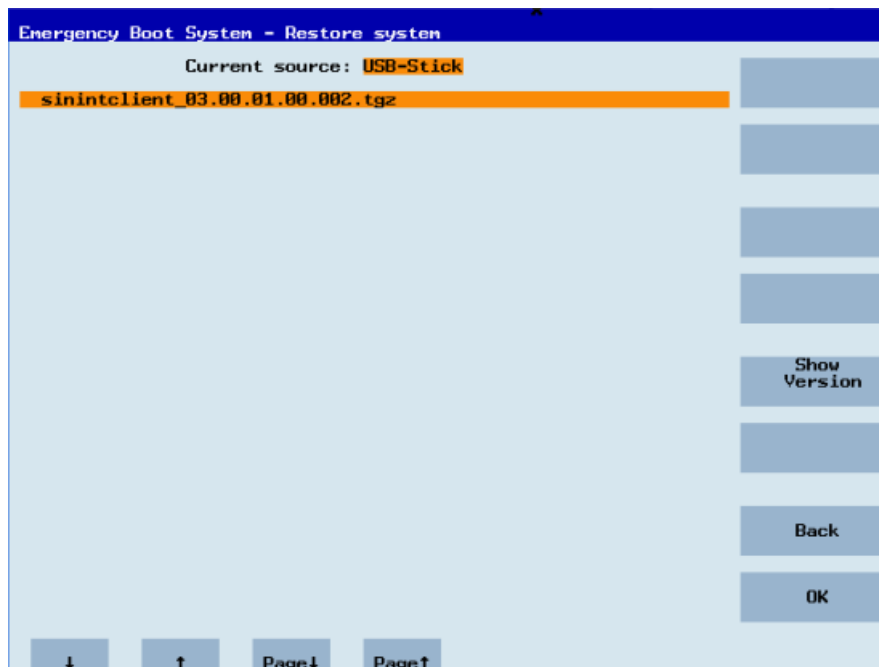 Emergency Boot System - Restore system
Current source: USB-Stick
sinintclient_03.00.01.00.002.tgz
Show
Version
Back
OK
↓ ↑ Page↓ Page↑